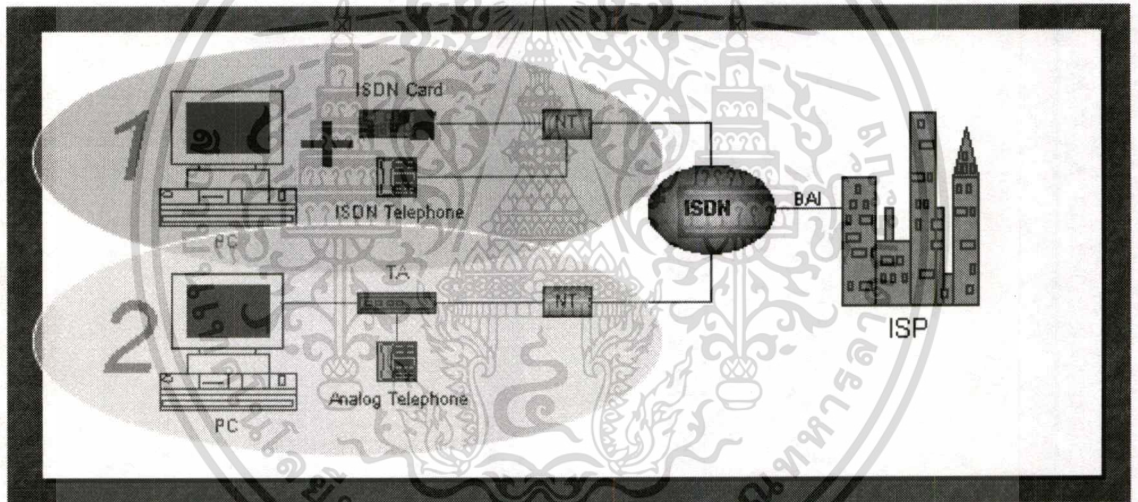 1
ISDN Card
NT
ISDN Telephone
PC
ISDN
BAI
ISP
2
TA
NT
Analog Telephone
PC